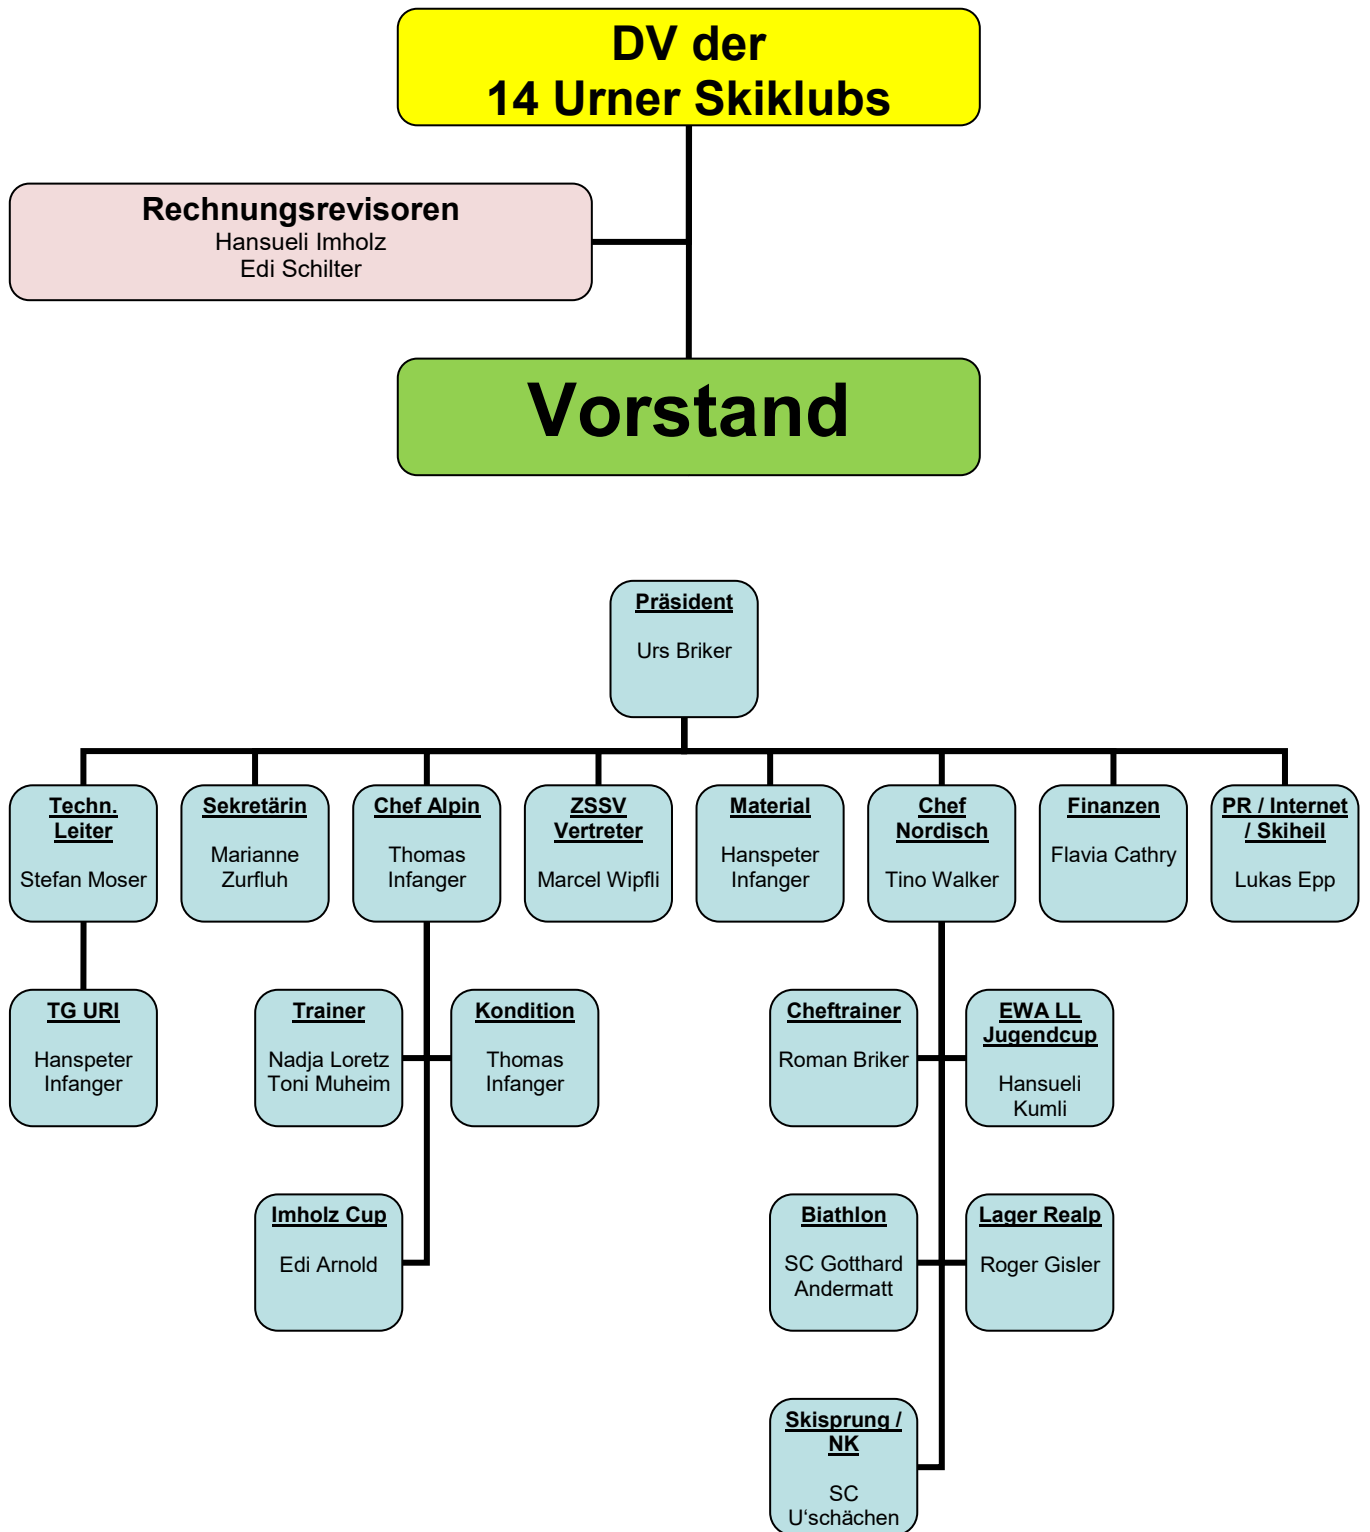 DV der
14 Urner Skiklubs
Rechnungsrevisoren
Hansueli Imholz
Edi Schilter
Vorstand
Präsident
Urs Briker
Techn.
Leiter
Stefan Moser
Sekretärin
Marianne
Zurfluh
Chef Alpin
Thomas
Infanger
ZSSV
Vertreter
Marcel Wipfli
Material
Hanspeter
Infanger
Chef
Nordisch
Tino Walker
Finanzen
Flavia Cathry
PR / Internet
/ Skiheil
Lukas Epp
TG URI
Hanspeter
Infanger
Trainer
Nadja Loretz
Toni Muheim
Kondition
Thomas
Infanger
Cheftrainer
Roman Briker
EWA LL
Jugendcup
Hansueli
Kumli
Imholz Cup
Edi Arnold
Biathlon
SC Gotthard
Andermatt
Lager Realp
Roger Gisler
Skisprung /
NK
SC
U‘schächen